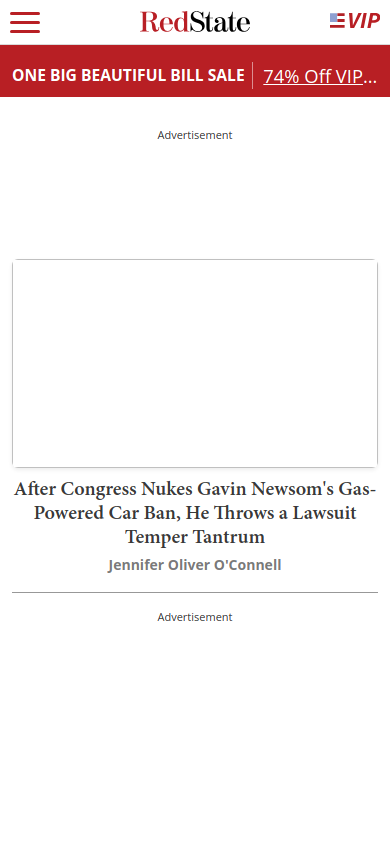 RedState
VIP
ONE BIG BEAUTIFUL BILL SALE
74% Off VIP...
Advertisement
After Congress Nukes Gavin Newsom's Gas-
Powered Car Ban, He Throws a Lawsuit
Temper Tantrum
Jennifer Oliver O'Connell
Advertisement